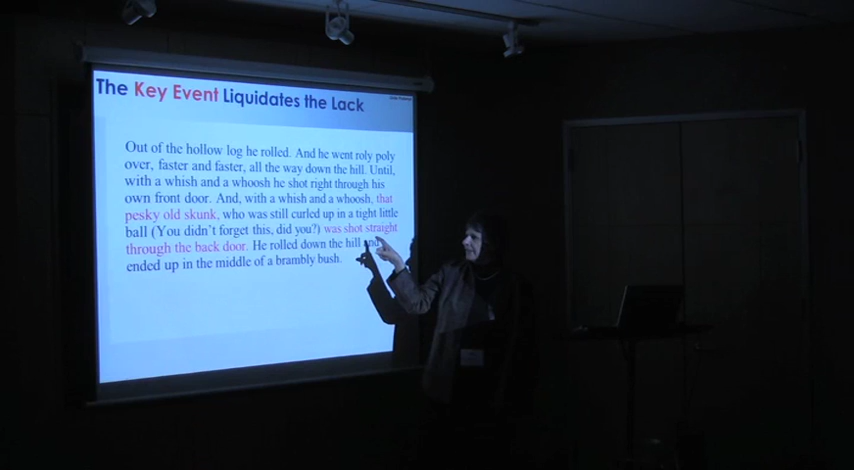 The Key Event Liquidates the Lack
Out of the hollow log he rolled. And he went roly poly
over, faster and faster, all the way down the hill. Until,
with a whish and a whoosh he shot right through his
own front door. And, with a whish and a whoosh, that
pesky old skunk, who was still curled up in a tight little
ball (You didn't forget this, did you?) was shot straight
through the back door. He rolled down the hill and
ended up in the middle of a brambly bush.